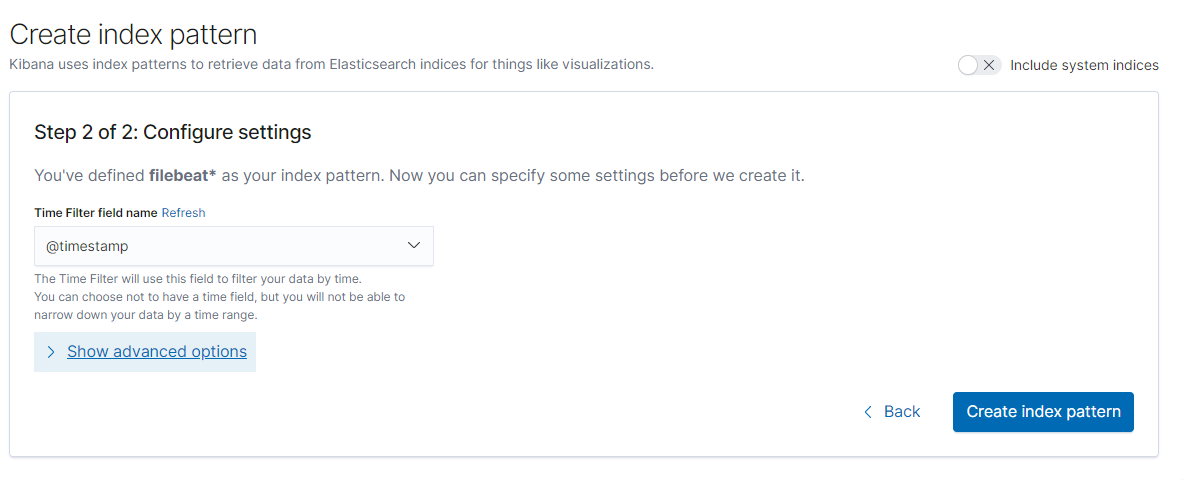 Create index pattern
Kibana uses index patterns to retrieve data from Elasticsearch indices for things like visualizations.
Include system indices
Step 2 of 2: Configure settings
You've defined filebeat* as your index pattern. Now you can specify some settings before we create it.
Time Filter field name Refresh
@timestamp
The Time Filter will use this field to filter your data by time.
You can choose not to have a time field, but you will not be able to
narrow down your data by a time range.
Show advanced options
Back
Create index pattern